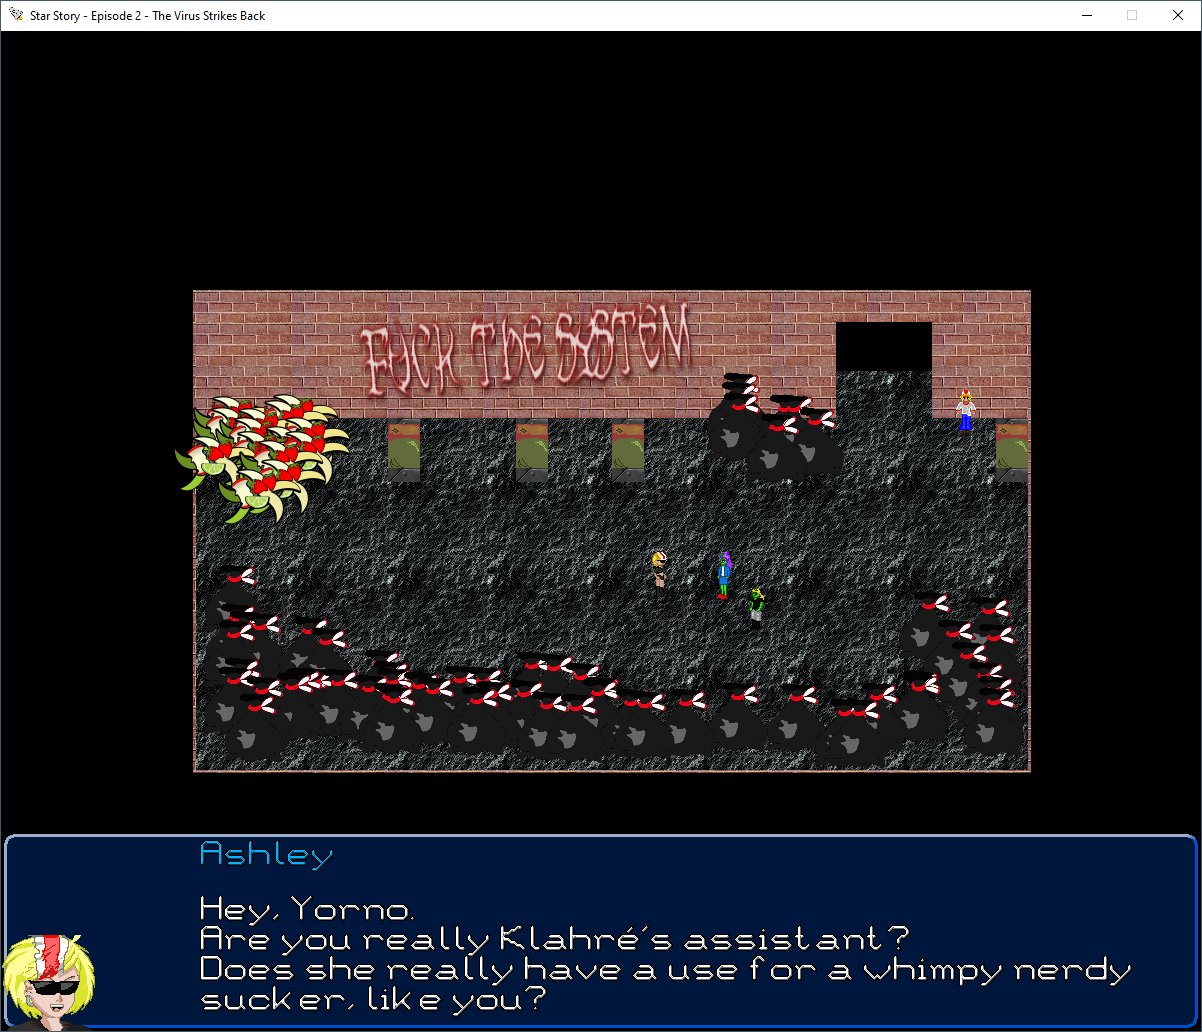 Star Story - Episode 2 - The Virus Strikes Back
FUCK THE SYSTEM
Ashley
Hey, Yorno.
Are you really Klahré's assistant?
Does she really have a use for a whimpy nerdy
sucker, like you?